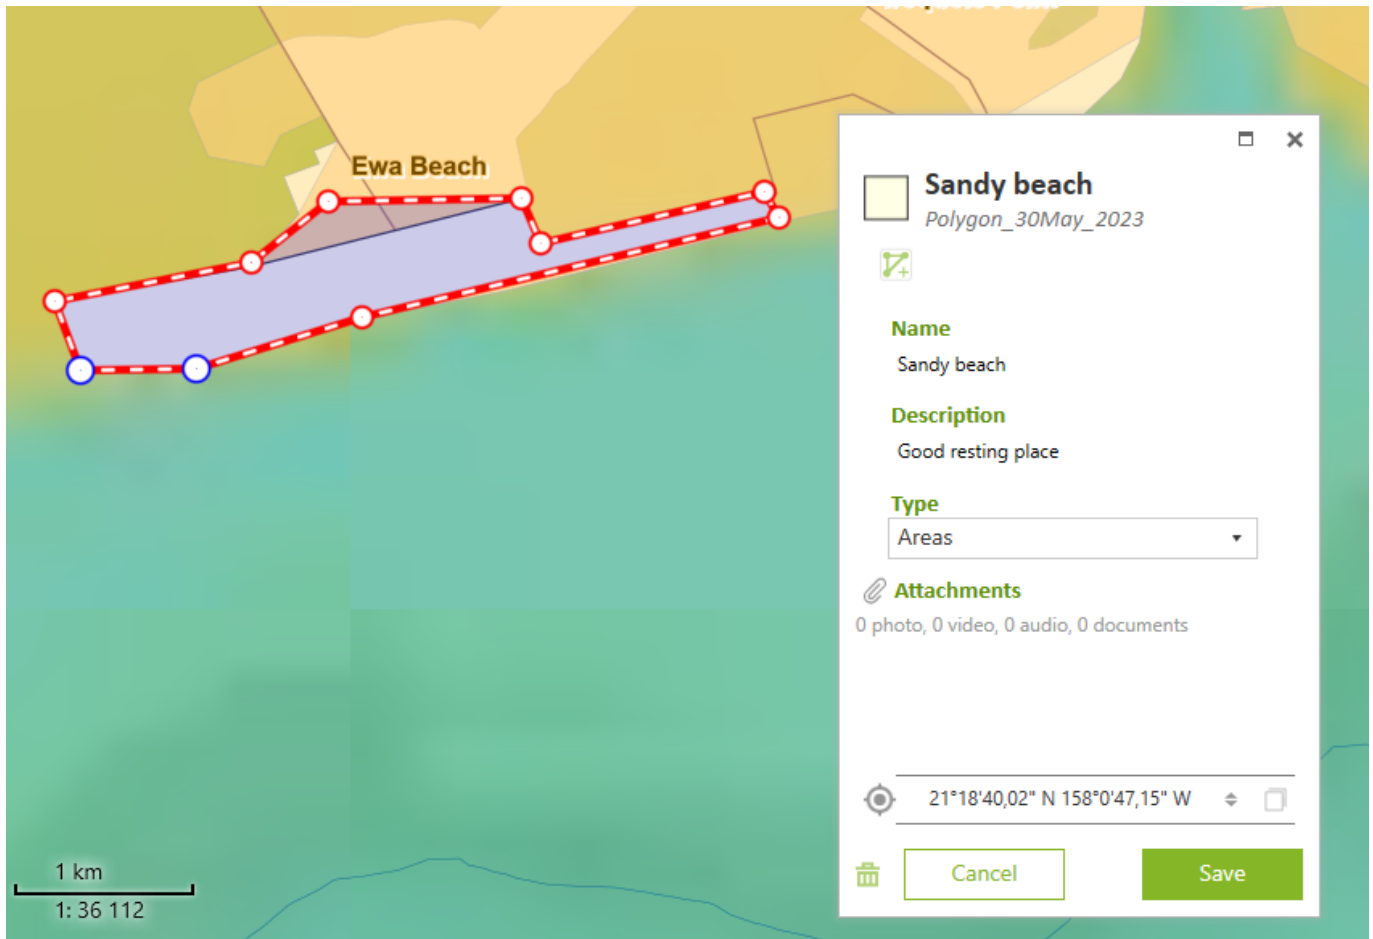 Ewa Beach
Sandy beach
Polygon_30May_2023
Name
Sandy beach
Description
Good resting place
Type
Areas
Attachments
0 photo, 0 video, 0 audio, 0 documents
21°18'40,02" N 158°0'47,15" W
Cancel
Save
1 km
1: 36 112